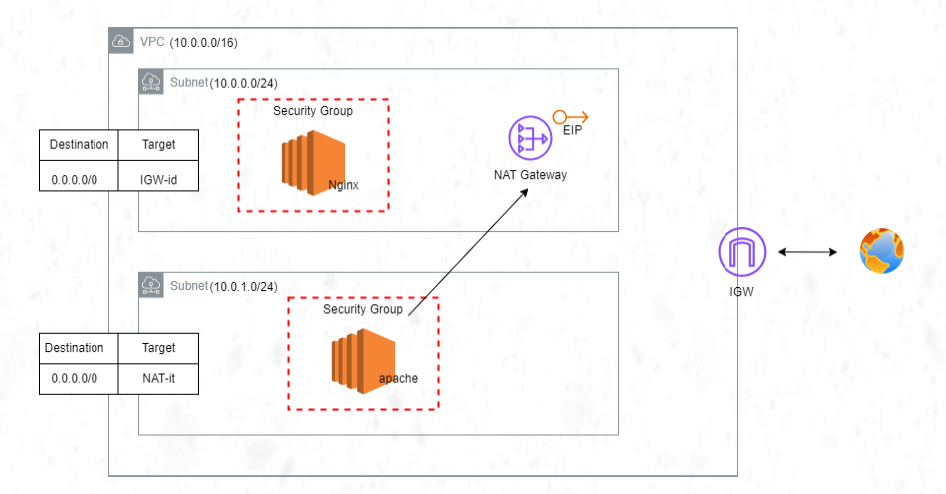 VPC (10.0.0.0/16)
Subnet (10.0.0.0/24)
Security Group
Nginx
EIP
NAT Gateway
Destination Target
0.0.0.0/0 IGW-id
IGW
Subnet (10.0.1.0/24)
Security Group
apache
Destination Target
0.0.0.0/0 NAT-it